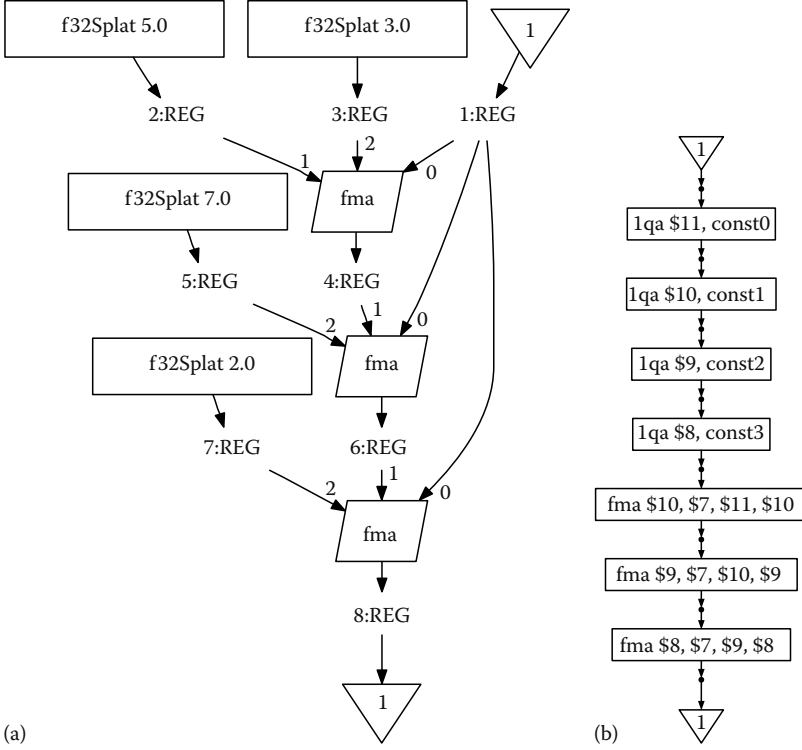 f32Splat 5.0
f32Splat 3.0
1
2:REG
3:REG
1:REG
1
2
0
f32Splat 7.0
fma
5:REG
4:REG
2
1
0
f32Splat 2.0
fma
7:REG
6:REG
2
1
0
fma
8:REG
1
(a)
1
1qa $11, const0
1qa $10, const1
1qa $9, const2
1qa $8, const3
fma $10, $7, $11, $10
fma $9, $7, $10, $9
fma $8, $7, $9, $8
1
(b)